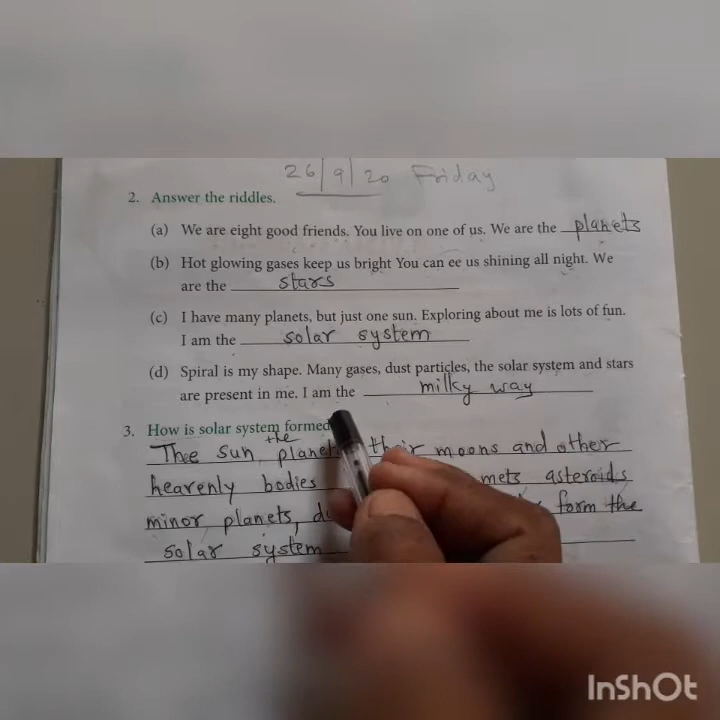 26/9/20 Friday
2. Answer the riddles.
(a) We are eight good friends. You live on one of us. We are the planets
(b) Hot glowing gases keep us bright You can ee us shining all night. We
are the stars
(c) I have many planets, but just one sun. Exploring about me is lots of fun.
I am the solar system
(d) Spiral is my shape. Many gases, dust particles, the solar system and stars
are present in me. I am the milky way
3. How is solar system formed
The sun the their moons and other
heavenly bodies asteroids
minor planets, form the
solar system
InShOt